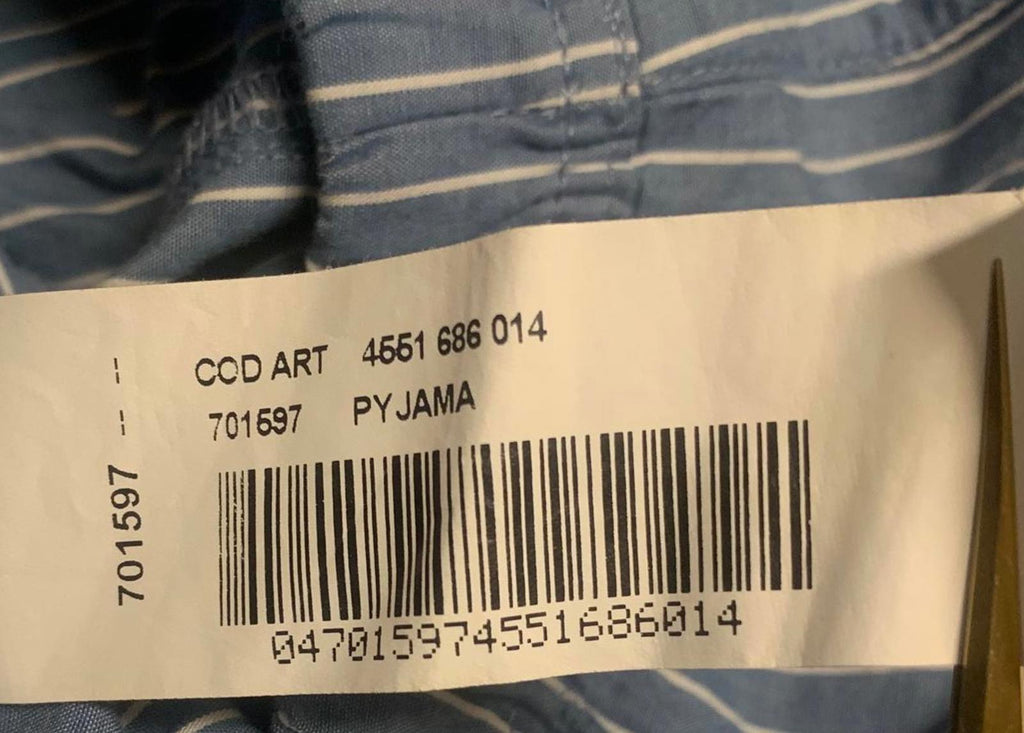 COD ART 4551 686 014
701597 PYJAMA
701597 -- --
047015974551686014